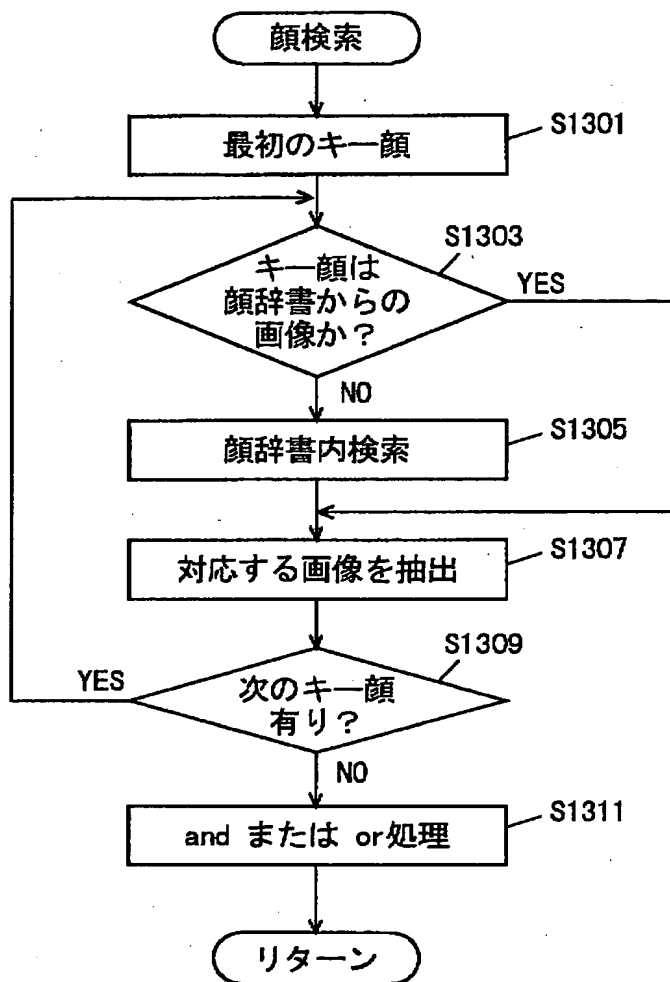 顔検索
S1301
最初のキー顔
S1303
キー顔は
顔辞書からの
画像か？
YES
NO
S1305
顔辞書内検索
S1307
対応する画像を抽出
S1309
YES
次のキー顔
有り？
NO
S1311
and または or処理
リターン